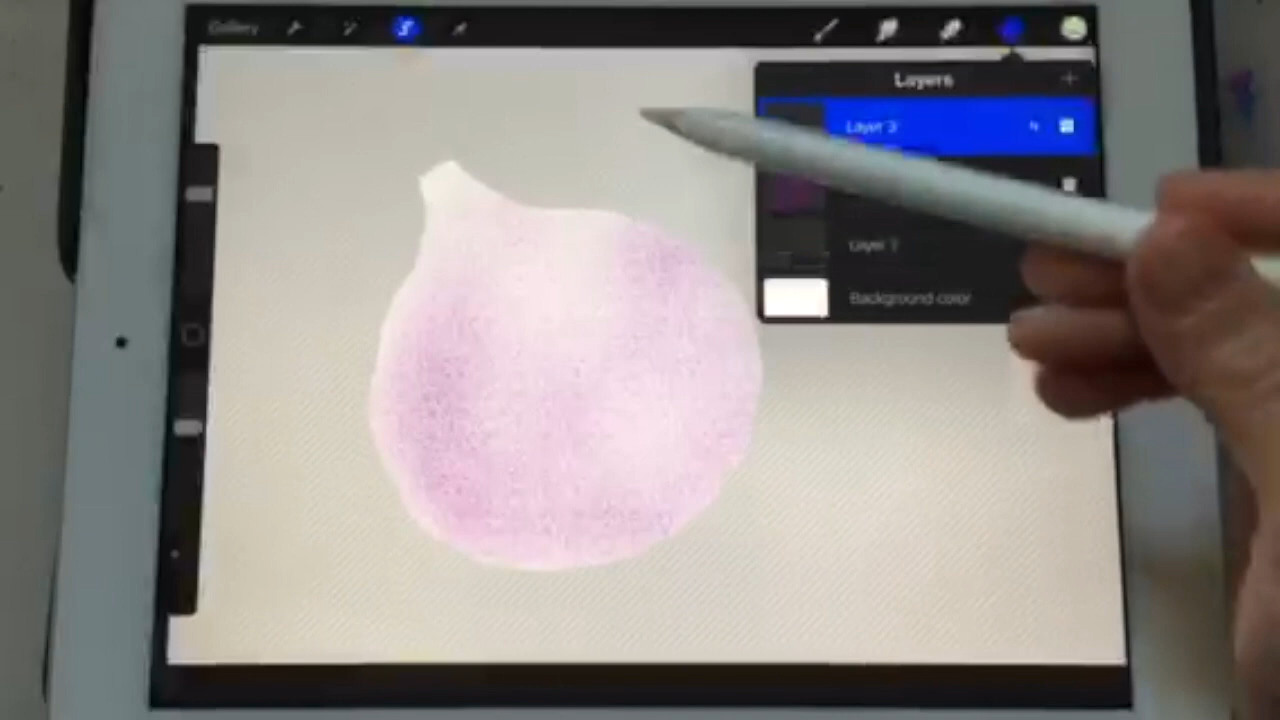 Gallery
Layers
Layer 3
N
Layer 1
Background color